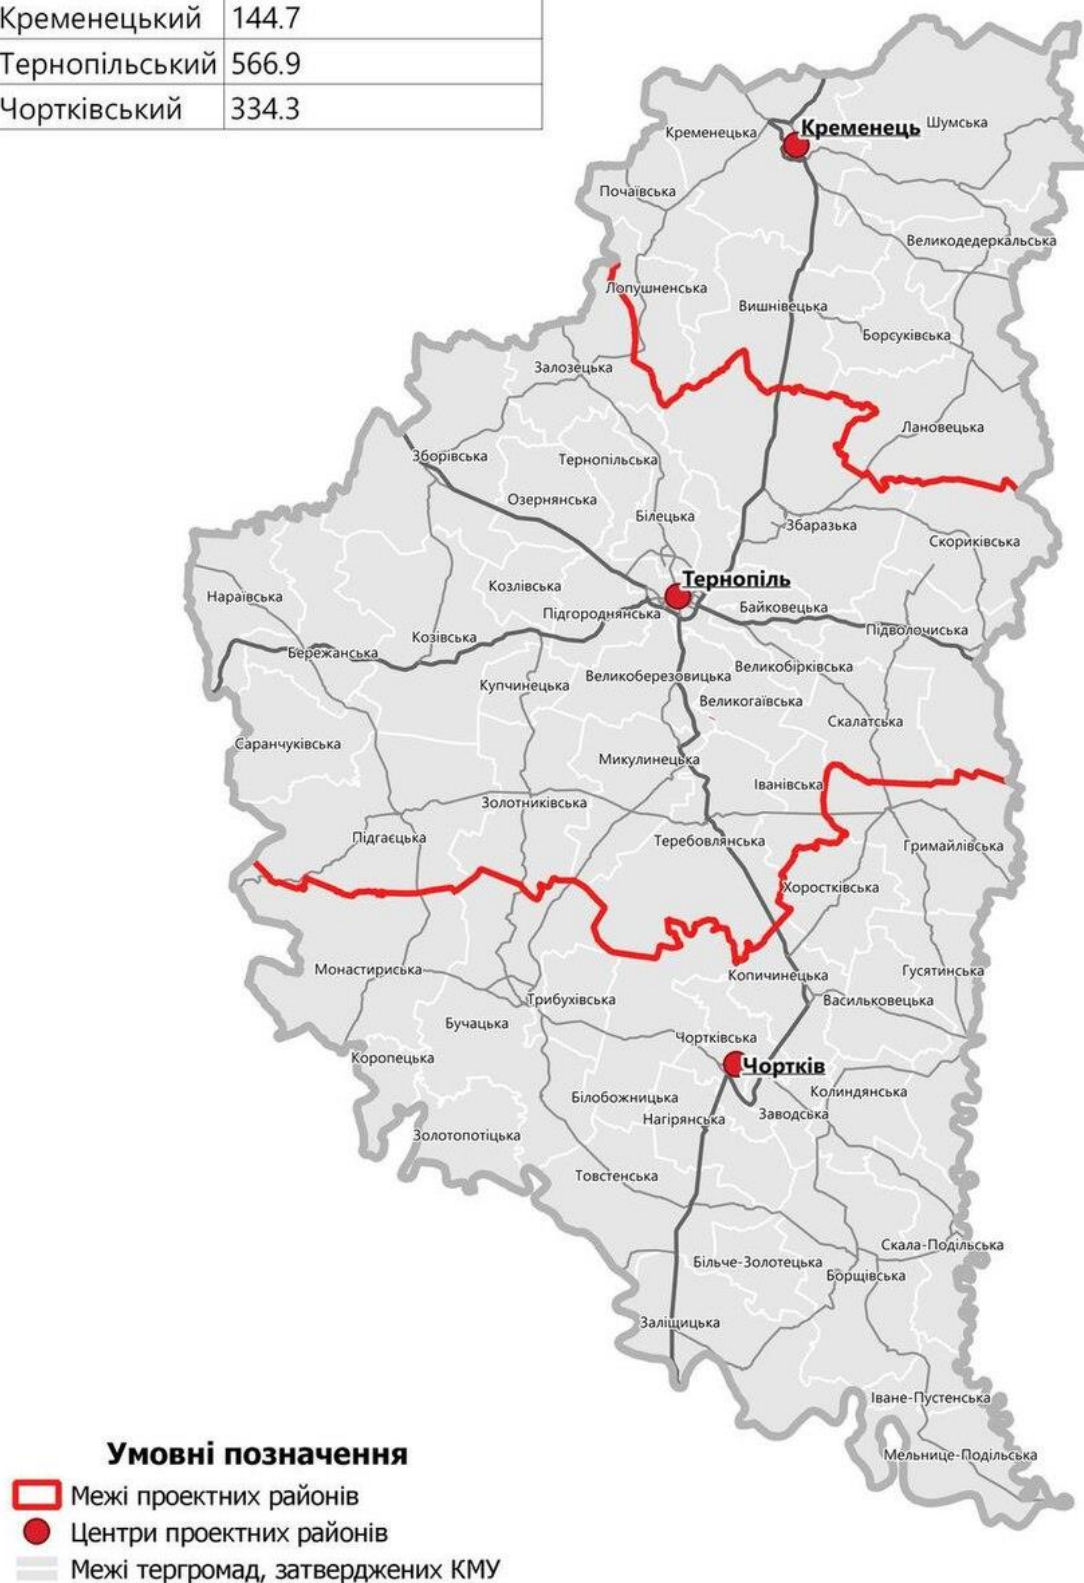 Кременецький 144.7
Тернопільський 566.9
Чортківський 334.3
Кременець
Шумська
Кременецька
Почаївська
Великодедеркальська
Лопушненська
Вишнівецька
Борсуківська
Залозецька
Лановецька
Зборівська
Тернопільська
Озернянська
Білецька
Збаразька
Скориківська
Тернопіль
Козлівська
Нараївська
Байковецька
Підгороднянська
Підволочиська
Козівська
Бережанська
Великобірківська
Великоберезовицька
Купчинецька
Великогаївська
Скалатська
Саранчуківська
Микулинецька
Іванівська
Золотниківська
Підгаєцька
Теребовлянська
Гримайлівська
Хоростківська
Монастириська
Копичинецька
Гусятинська
Трибухівська
Васильковецька
Бучацька
Чортківська
Коропецька
Чортків
Колиндянська
Білобожницька
Заводська
Нагірянська
Золотопотіцька
Товстенська
Скала-Подільська
Більче-Золотецька
Борщівська
Заліщицька
Іване-Пустенська
Мельнице-Подільська
Умовні позначення
Межі проектних районів
Центри проектних районів
Межі тергромад, затверджених КМУ